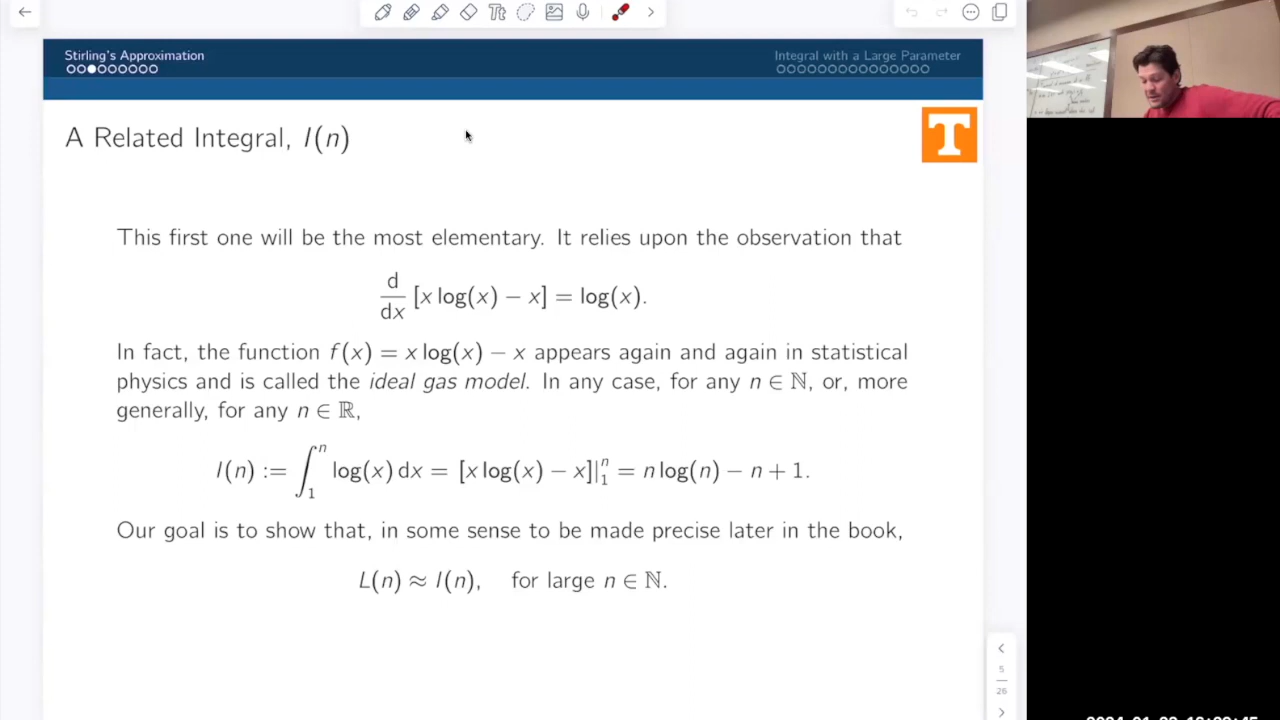 Stirling's Approximation
Integral with a Large Parameter
A Related Integral, I(n)
T
This first one will be the most elementary. It relies upon the observation that
d/dx [x log(x) − x] = log(x).
In fact, the function f(x) = x log(x) − x appears again and again in statistical
physics and is called the ideal gas model. In any case, for any n ∈ ℕ, or, more
generally, for any n ∈ ℝ,
I(n) := ∫₁ⁿ log(x) dx = [x log(x) − x]|₁ⁿ = n log(n) − n + 1.
Our goal is to show that, in some sense to be made precise later in the book,
L(n) ≈ I(n), for large n ∈ ℕ.
5
26